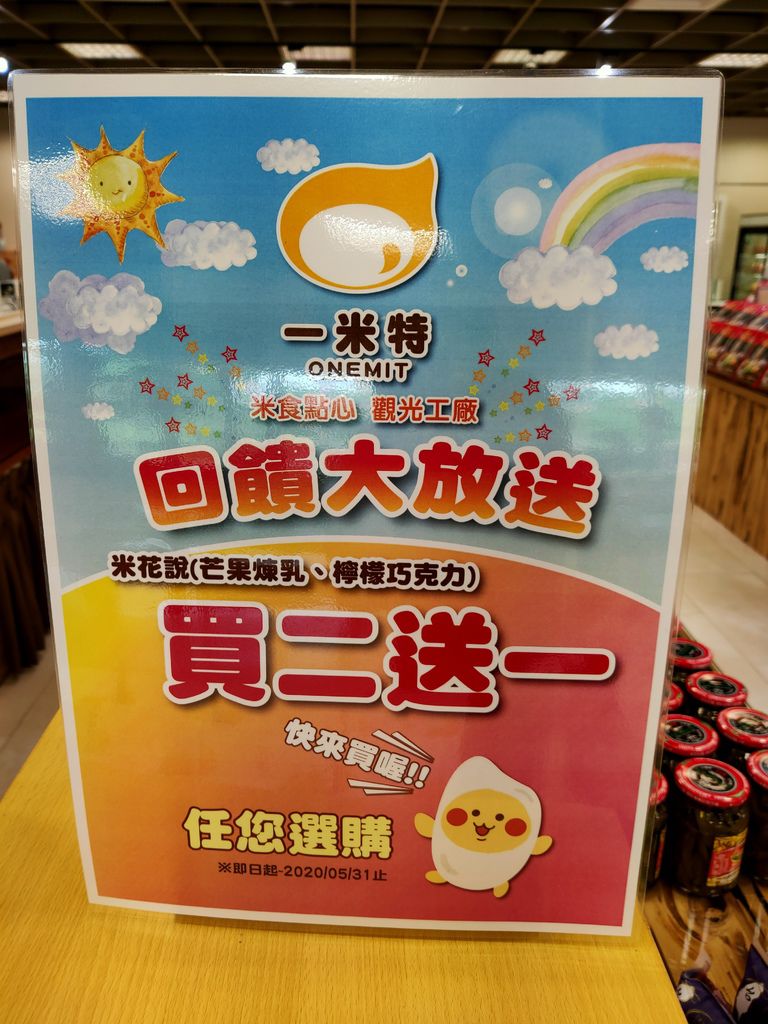 一米特
ONEMIT
米食點心 觀光工廠
回饋大放送
米花說(芒果煉乳、檸檬巧克力)
買二送一
快來買喔!!
任您選購
※即日起~2020/05/31止